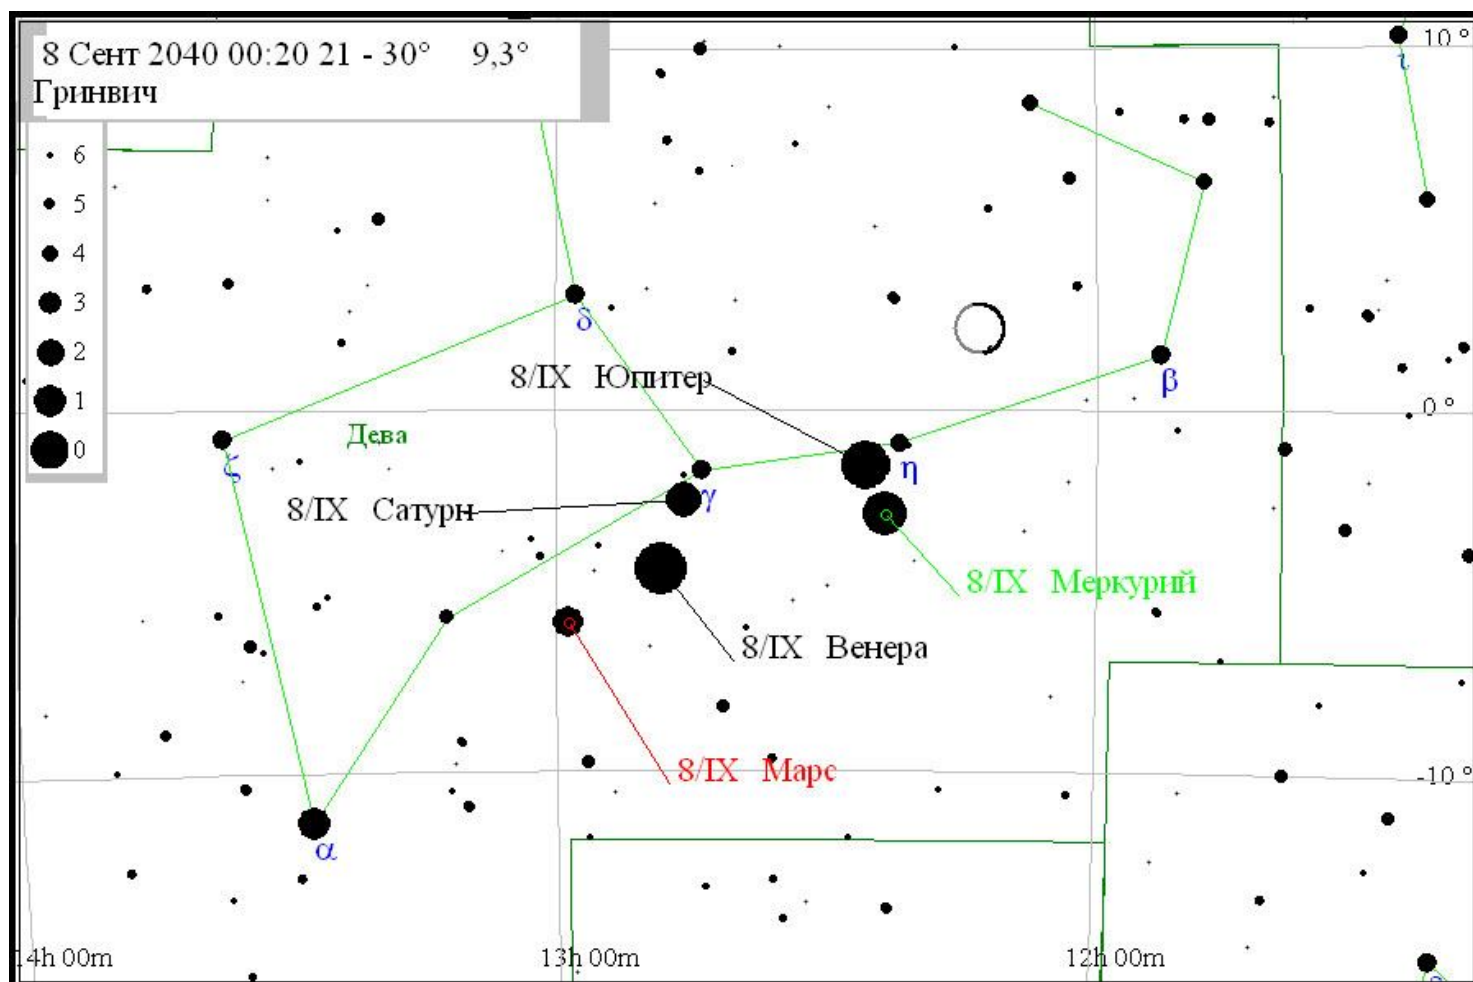 8 Сент 2040 00:20 21 - 30° 9,3°
Гринвич
10 °
ι
6
5
4
3
2
1
0
δ
8/IX Юпитер
β
0 °
Дева
ζ
η
γ
8/IX Сатурн
8/IX Меркурий
8/IX Венера
8/IX Марс
-10 °
α
14h 00m
13h 00m
12h 00m